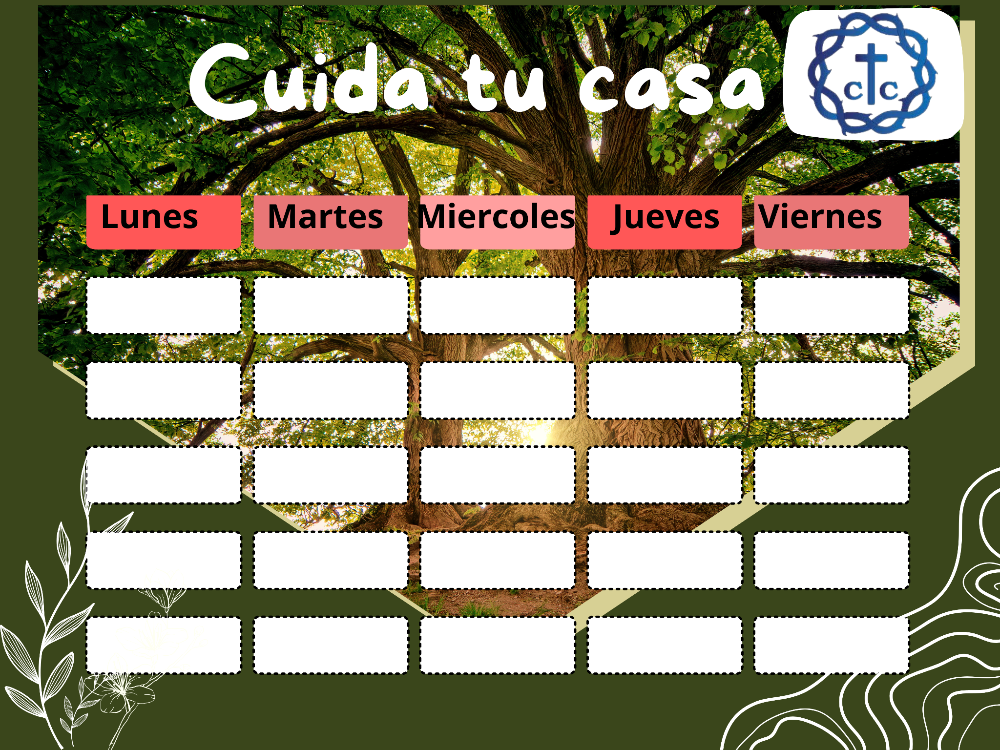 Cuida tu casa
C C
Lunes Martes Miercoles Jueves Viernes